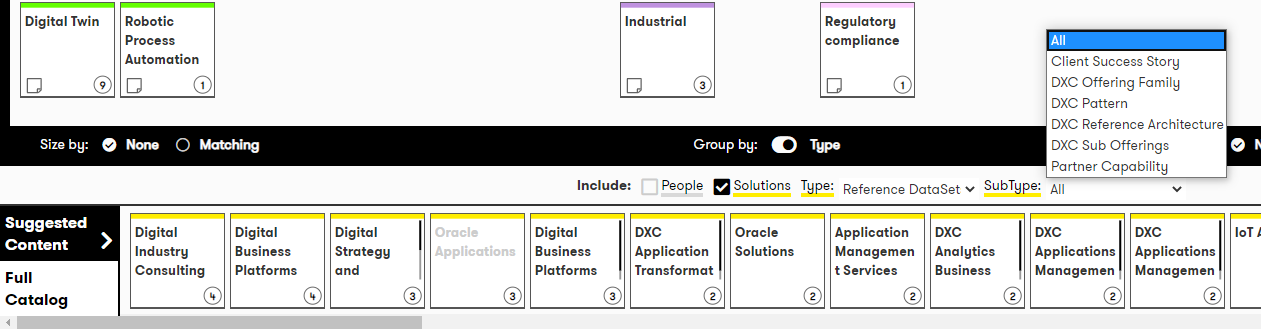 Digital Twin
9
Robotic
Process
Automation
1
Industrial
3
Regulatory
compliance
1
All
Client Success Story
DXC Offering Family
DXC Pattern
DXC Reference Architecture
DXC Sub Offerings
Partner Capability
Size by: None Matching
Group by: Type
Include: People Solutions Type: Reference DataSet SubType: All
Suggested
Content
Full
Catalog
Digital
Industry
Consulting
4
Digital
Business
Platforms
4
Digital
Strategy
and
3
Oracle
Applications
3
Digital
Business
Platforms
3
DXC
Application
Transformat
2
Oracle
Solutions
2
Application
Managemen
t Services
2
DXC
Analytics
Business
2
DXC
Applications
Managemen
2
DXC
Applications
Managemen
2
IoT A